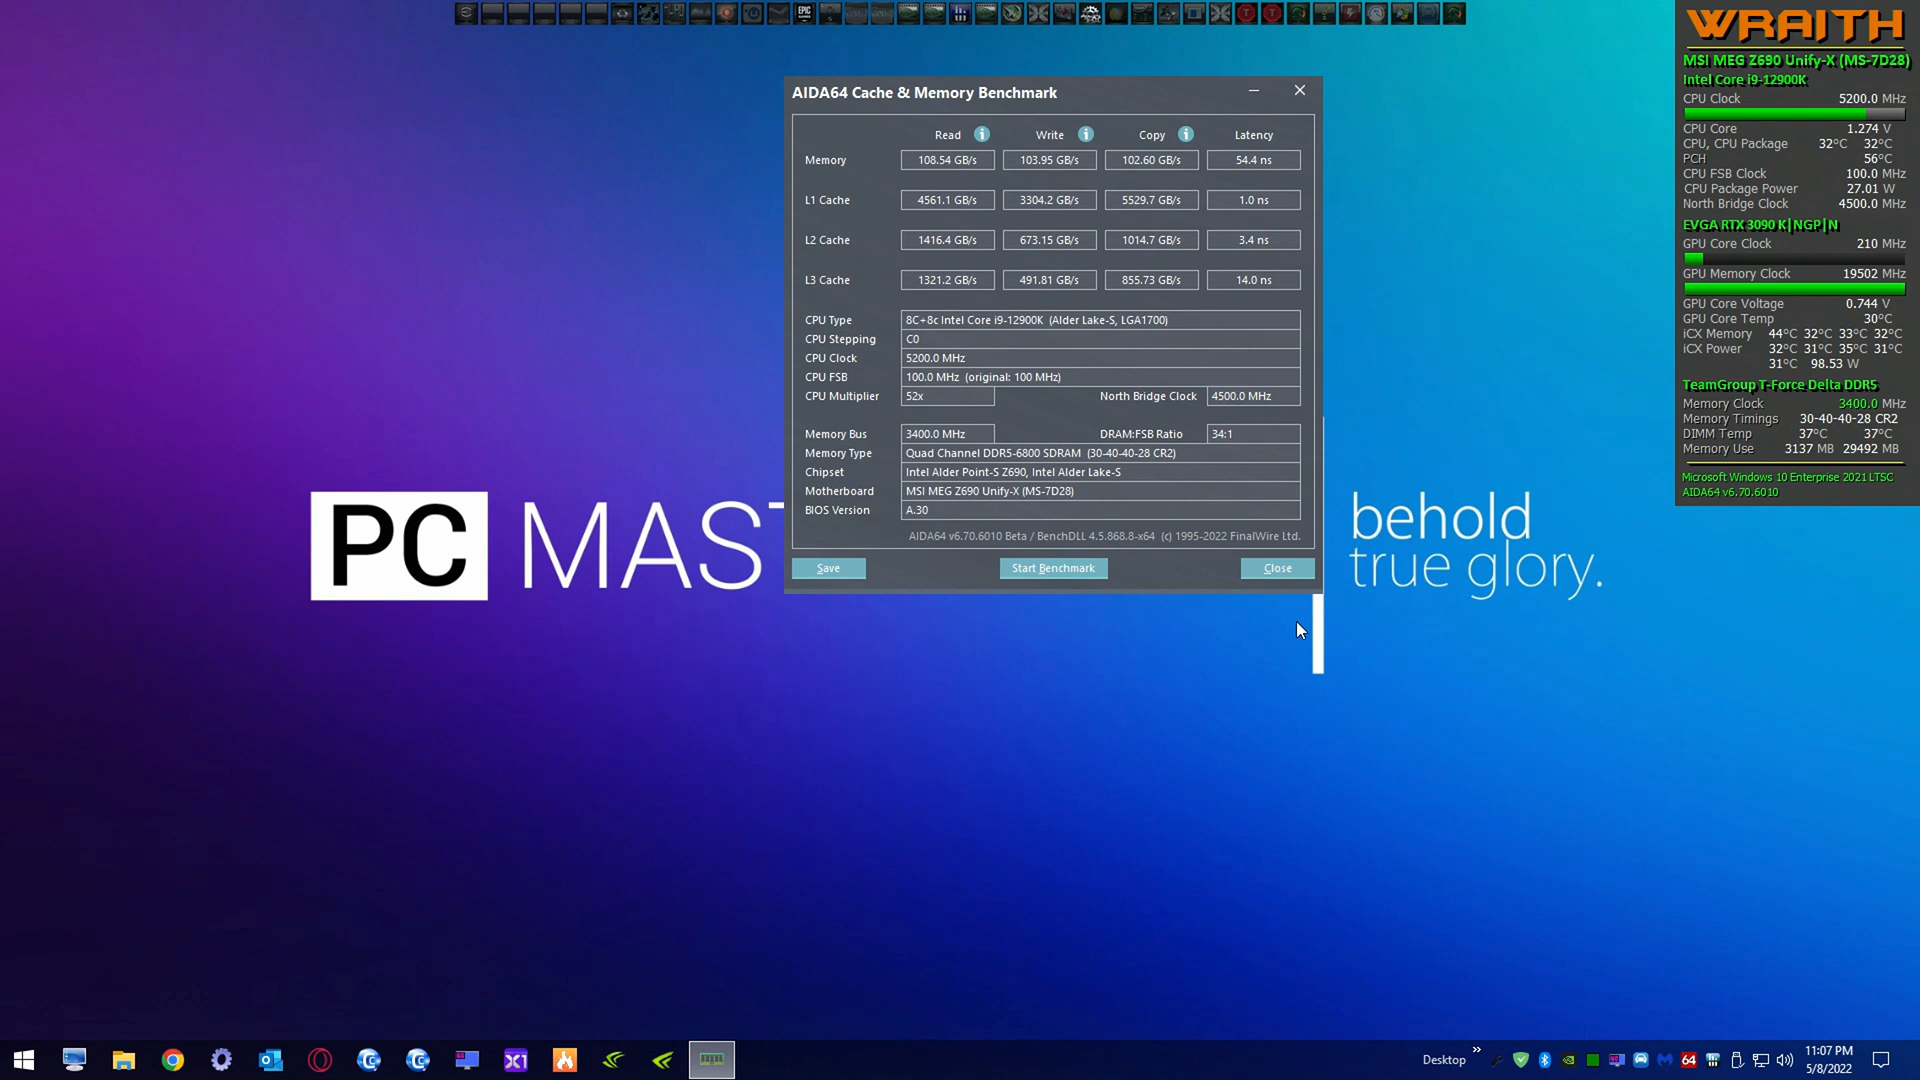 EPIC
GAMES
WRAITH
MSI MEG Z690 Unify-X (MS-7D28)
Intel Core i9-12900K
CPU Clock 5200.0 MHz
CPU Core 1.274 V
CPU, CPU Package 32°C 32°C
PCH 56°C
CPU FSB Clock 100.0 MHz
CPU Package Power 27.01 W
North Bridge Clock 4500.0 MHz
EVGA RTX 3090 K|NGP|N
GPU Core Clock 210 MHz
GPU Memory Clock 19502 MHz
GPU Core Voltage 0.744 V
GPU Core Temp 30°C
iCX Memory 44°C 32°C 33°C 32°C
iCX Power 32°C 31°C 35°C 31°C
31°C 98.53 W
TeamGroup T-Force Delta DDR5
Memory Clock 3400.0 MHz
Memory Timings 30-40-40-28 CR2
DIMM Temp 37°C 37°C
Memory Use 3137 MB 29492 MB
Microsoft Windows 10 Enterprise 2021 LTSC
AIDA64 v6.70.6010
AIDA64 Cache & Memory Benchmark
Read Write Copy Latency
Memory 108.54 GB/s 103.95 GB/s 102.60 GB/s 54.4 ns
L1 Cache 4561.1 GB/s 3304.2 GB/s 5529.7 GB/s 1.0 ns
L2 Cache 1416.4 GB/s 673.15 GB/s 1014.7 GB/s 3.4 ns
L3 Cache 1321.2 GB/s 491.81 GB/s 855.73 GB/s 14.0 ns
CPU Type 8C+8c Intel Core i9-12900K (Alder Lake-S, LGA1700)
CPU Stepping C0
CPU Clock 5200.0 MHz
CPU FSB 100.0 MHz (original: 100 MHz)
CPU Multiplier 52x North Bridge Clock 4500.0 MHz
Memory Bus 3400.0 MHz DRAM:FSB Ratio 34:1
Memory Type Quad Channel DDR5-6800 SDRAM (30-40-40-28 CR2)
Chipset Intel Alder Point-S Z690, Intel Alder Lake-S
Motherboard MSI MEG Z690 Unify-X (MS-7D28)
BIOS Version A.30
AIDA64 v6.70.6010 Beta / BenchDLL 4.5.868.8-x64 (c) 1995-2022 FinalWire Ltd.
Save Start Benchmark Close
PC MAS
behold
true glory.
X1
Desktop
64
11:07 PM
5/8/2022